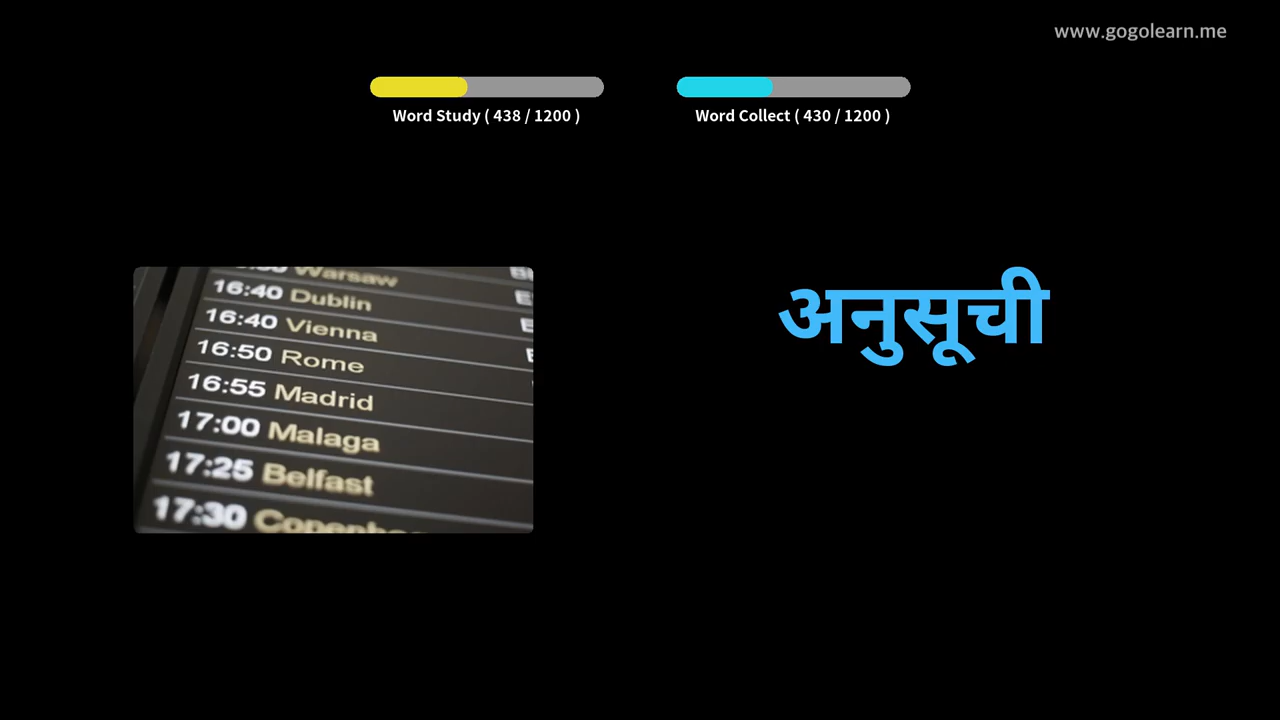 www.gogolearn.me
Word Study ( 438 / 1200 )
Word Collect ( 430 / 1200 )
अनुसूची
Warsaw
16:40 Dublin
16:40 Vienna
16:50 Rome
16:55 Madrid
17:00 Malaga
17:25 Belfast
17:30